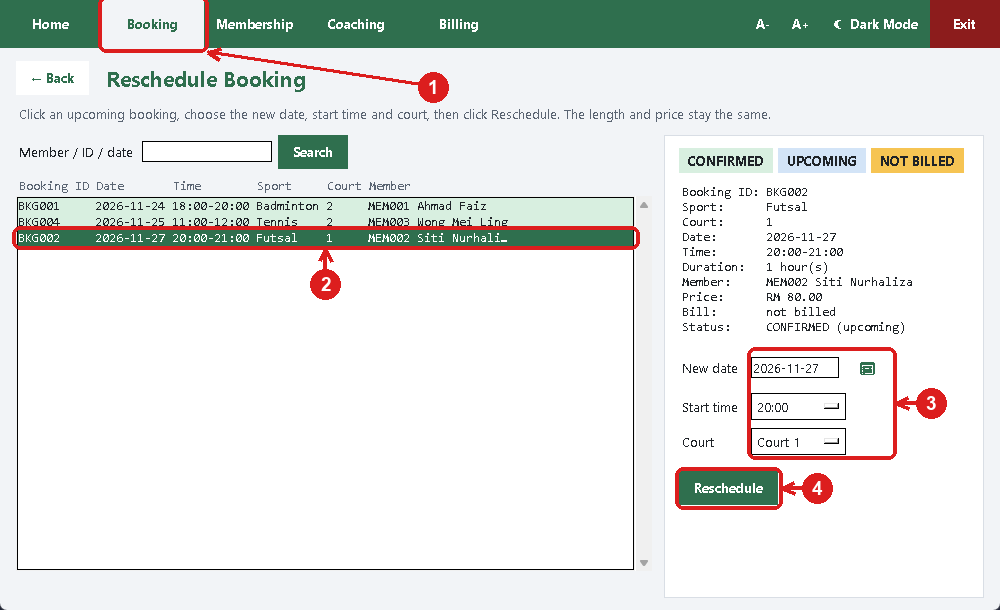 Home Booking Membership Coaching Billing A- A+ ☾ Dark Mode Exit
1
← Back Reschedule Booking
Click an upcoming booking, choose the new date, start time and court, then click Reschedule. The length and price stay the same.
Member / ID / date Search
Booking ID Date Time Sport Court Member
BKG001 2026-11-24 18:00-20:00 Badminton 2 MEM001 Ahmad Faiz
BKG004 2026-11-25 11:00-12:00 Tennis 2 MEM003 Wong Mei Ling
BKG002 2026-11-27 20:00-21:00 Futsal 1 MEM002 Siti Nurhali…
2
CONFIRMED UPCOMING NOT BILLED
Booking ID: BKG002
Sport: Futsal
Court: 1
Date: 2026-11-27
Time: 20:00-21:00
Duration: 1 hour(s)
Member: MEM002 Siti Nurhaliza
Price: RM 80.00
Bill: not billed
Status: CONFIRMED (upcoming)
New date 2026-11-27
Start time 20:00
3
Court Court 1
Reschedule
4